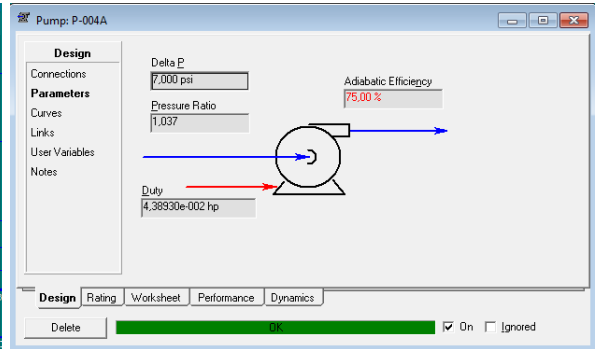 Pump: P-004A
Design
Connections
Parameters
Curves
Links
User Variables
Notes
Delta P
7,000 psi
Pressure Ratio
1,037
Adiabatic Efficiency
75,00 %
Duty
4,38930e-002 hp
Design Rating Worksheet Performance Dynamics
Delete OK On Ignored